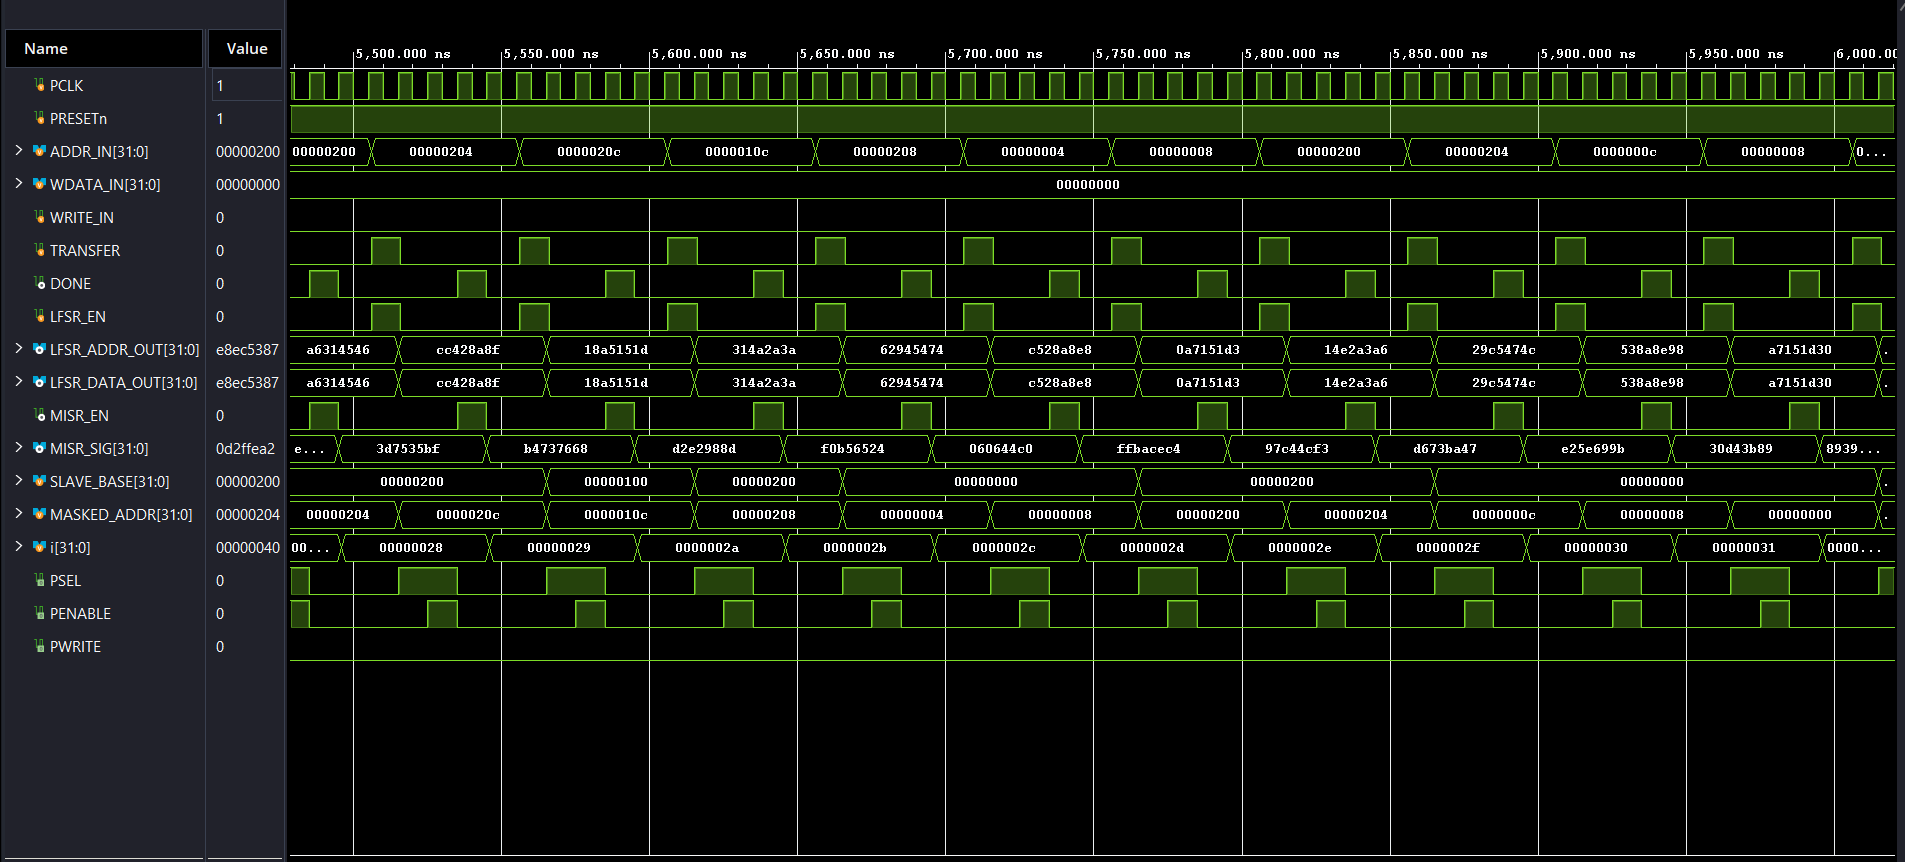 Name Value
5,500.000 ns 5,550.000 ns 5,600.000 ns 5,650.000 ns 5,700.000 ns 5,750.000 ns 5,800.000 ns 5,850.000 ns 5,900.000 ns 5,950.000 ns 6,000.0
PCLK 1
PRESETn 1
ADDR_IN[31:0] 00000200 00000200 00000204 0000020c 0000010c 00000208 00000004 00000008 00000200 00000204 0000000c 00000008 0...
WDATA_IN[31:0] 00000000 00000000
WRITE_IN 0
TRANSFER 0
DONE 0
LFSR_EN 0
LFSR_ADDR_OUT[31:0] e8ec5387 a6314546 cc428a8f 18a5151d 314a2a3a 62945474 c528a8e8 0a7151d3 14e2a3a6 29c5474c 538a8e98 a7151d30 .
LFSR_DATA_OUT[31:0] e8ec5387 a6314546 cc428a8f 18a5151d 314a2a3a 62945474 c528a8e8 0a7151d3 14e2a3a6 29c5474c 538a8e98 a7151d30 .
MISR_EN 0
MISR_SIG[31:0] 0d2ffea2 e... 3d7535bf b4737668 d2e2988d f0b56524 060644c0 ffbacec4 97c44cf3 d673ba47 e25e699b 30d43b89 8939...
SLAVE_BASE[31:0] 00000200 00000200 00000100 00000200 00000000 00000200 00000000 .
MASKED_ADDR[31:0] 00000204 00000204 0000020c 0000010c 00000208 00000004 00000008 00000200 00000204 0000000c 00000008 00000000 .
i[31:0] 00000040 00... 00000028 00000029 0000002a 0000002b 0000002c 0000002d 0000002e 0000002f 00000030 00000031 0000...
PSEL 0
PENABLE 0
PWRITE 0